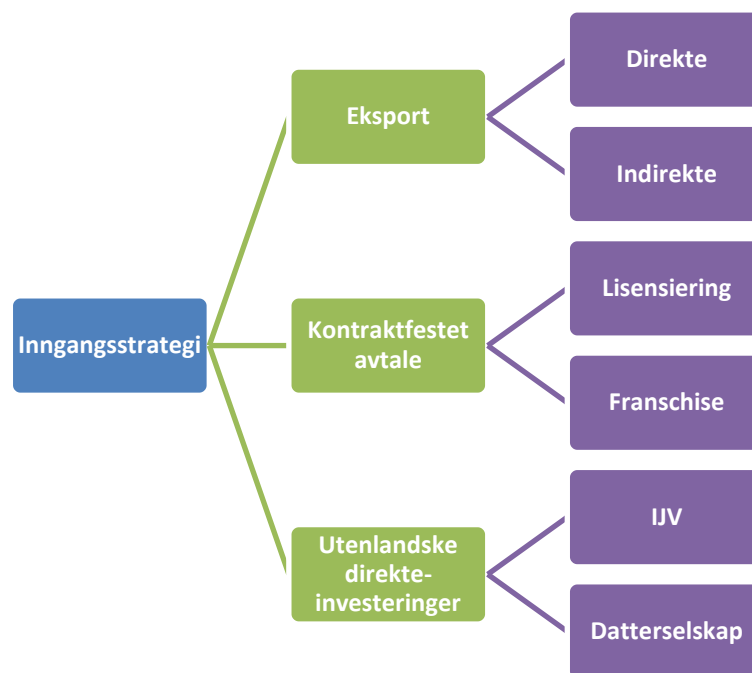 Inngangsstrategi
Eksport
Direkte
Indirekte
Kontraktfestet
avtale
Lisensiering
Franschise
Utenlandske
direkte-
investeringer
IJV
Datterselskap